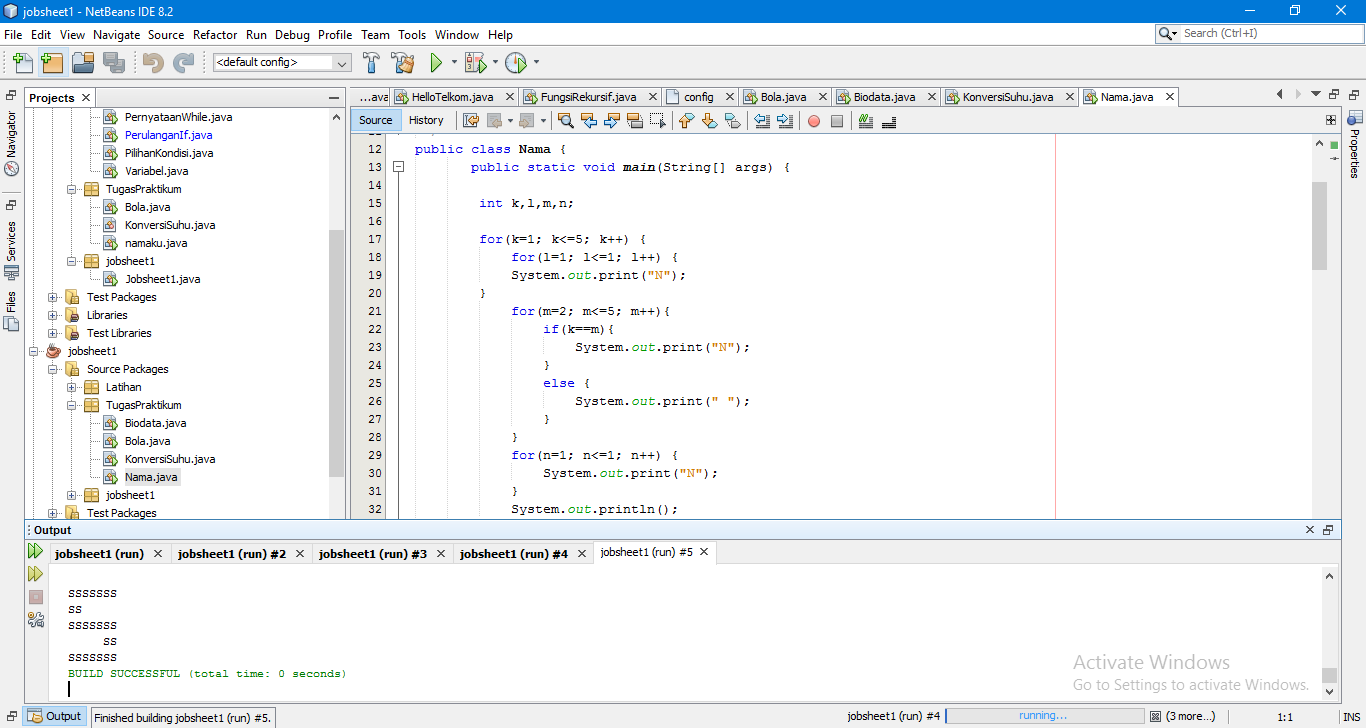 jobsheet1 - NetBeans IDE 8.2
File Edit View Navigate Source Refactor Run Debug Profile Team Tools Window Help
Search (Ctrl+I)
<default config>
Projects
...ava HelloTelkom.java FungsiRekursif.java config Bola.java Biodata.java KonversiSuhu.java Nama.java
Source History
Navigator
Services
Files
Properties
PernyataanWhile.java
PerulanganIf.java
PilihanKondisi.java
Variabel.java
TugasPraktikum
Bola.java
KonversiSuhu.java
namaku.java
jobsheet1
Jobsheet1.java
Test Packages
Libraries
Test Libraries
jobsheet1
Source Packages
Latihan
TugasPraktikum
Biodata.java
Bola.java
KonversiSuhu.java
Nama.java
jobsheet1
Test Packages
12 public class Nama {
13 public static void main(String[] args) {
14
15 int k,l,m,n;
16
17 for(k=1; k<=5; k++) {
18 for(l=1; l<=1; l++) {
19 System.out.print("N");
20 }
21 for(m=2; m<=5; m++){
22 if(k==m){
23 System.out.print("N");
24 }
25 else {
26 System.out.print(" ");
27 }
28 }
29 for(n=1; n<=1; n++) {
30 System.out.print("N");
31 }
32 System.out.println();
Output
jobsheet1 (run) jobsheet1 (run) #2 jobsheet1 (run) #3 jobsheet1 (run) #4 jobsheet1 (run) #5
SSSSSSS
SS
SSSSSSS
SS
SSSSSSS
BUILD SUCCESSFUL (total time: 0 seconds)
Activate Windows
Go to Settings to activate Windows.
Output
Finished building jobsheet1 (run) #5.
jobsheet1 (run) #4 running... (3 more...) 1:1 INS